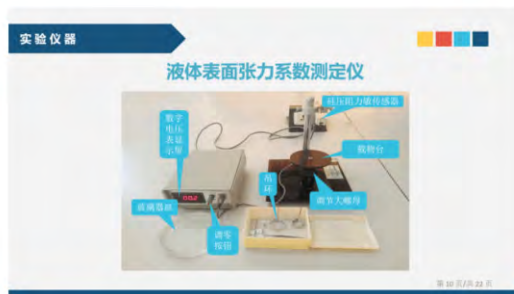 实验仪器
液体表面张力系数测定仪
硅压阻力敏传感器
数字
电压
表显
示屏
载物台
吊
环
玻璃器皿
调节大螺母
调零
按钮